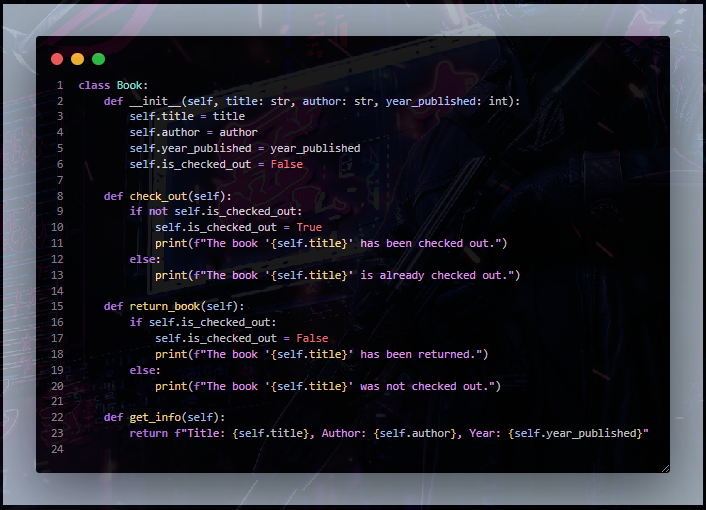 1 class Book:
2     def __init__(self, title: str, author: str, year_published: int):
3         self.title = title
4         self.author = author
5         self.year_published = year_published
6         self.is_checked_out = False
7
8     def check_out(self):
9         if not self.is_checked_out:
10             self.is_checked_out = True
11             print(f"The book '{self.title}' has been checked out.")
12         else:
13             print(f"The book '{self.title}' is already checked out.")
14
15     def return_book(self):
16         if self.is_checked_out:
17             self.is_checked_out = False
18             print(f"The book '{self.title}' has been returned.")
19         else:
20             print(f"The book '{self.title}' was not checked out.")
21
22     def get_info(self):
23         return f"Title: {self.title}, Author: {self.author}, Year: {self.year_published}"
24